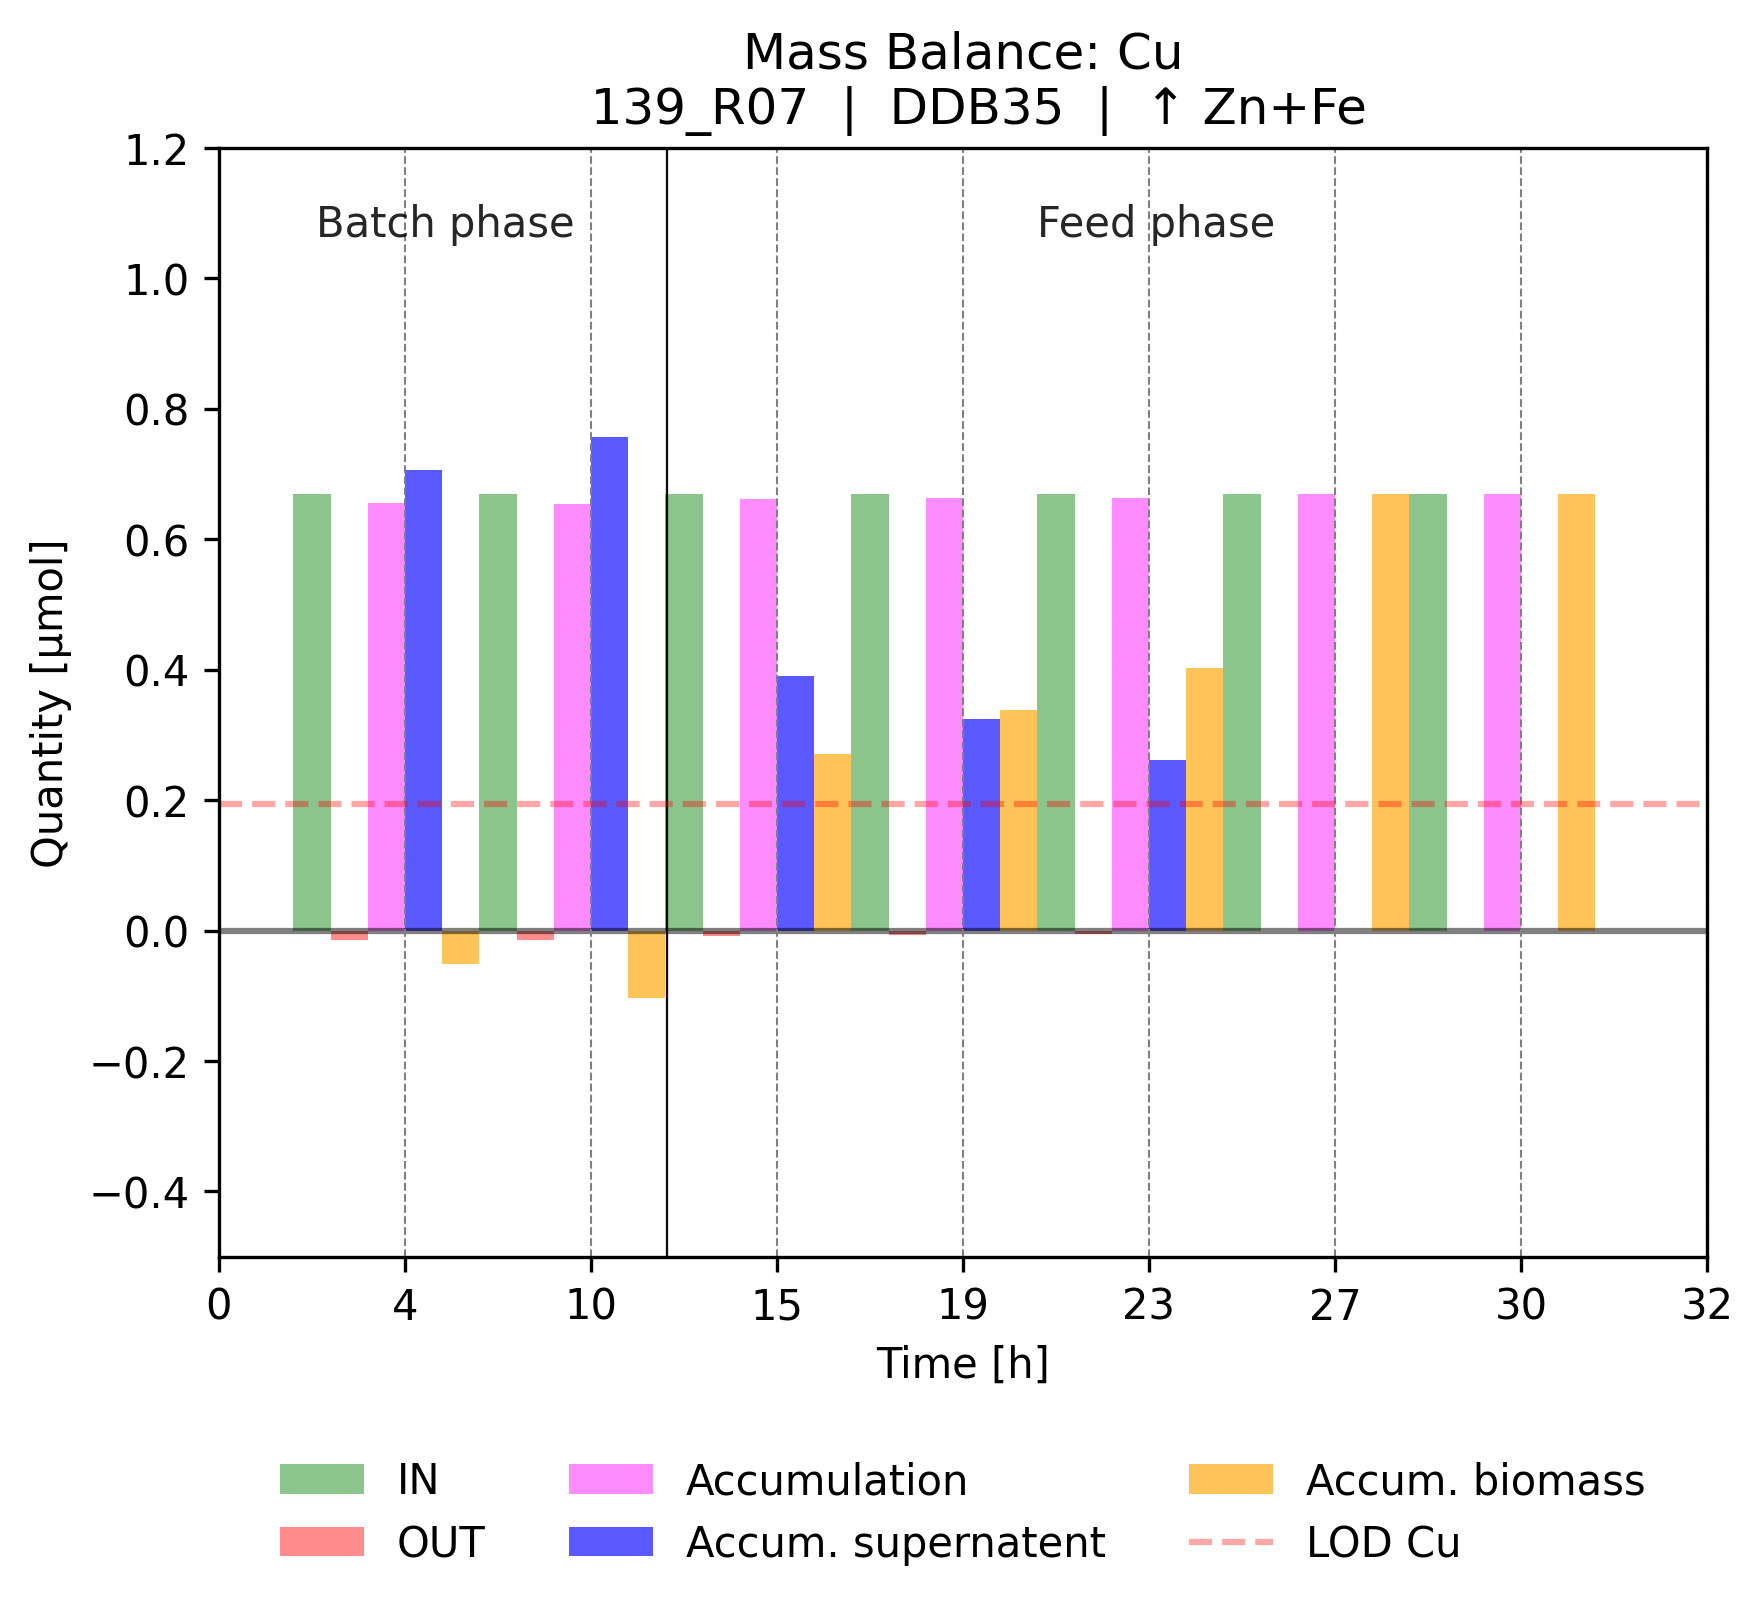 Mass Balance: Cu
139_R07 | DDB35 | ↑ Zn+Fe
Batch phase
Feed phase
1.2
1.0
0.8
0.6
0.4
0.2
0.0
−0.2
−0.4
Quantity [µmol]
0 4 10 15 19 23 27 30 32
Time [h]
IN
OUT
Accumulation
Accum. supernatent
Accum. biomass
LOD Cu